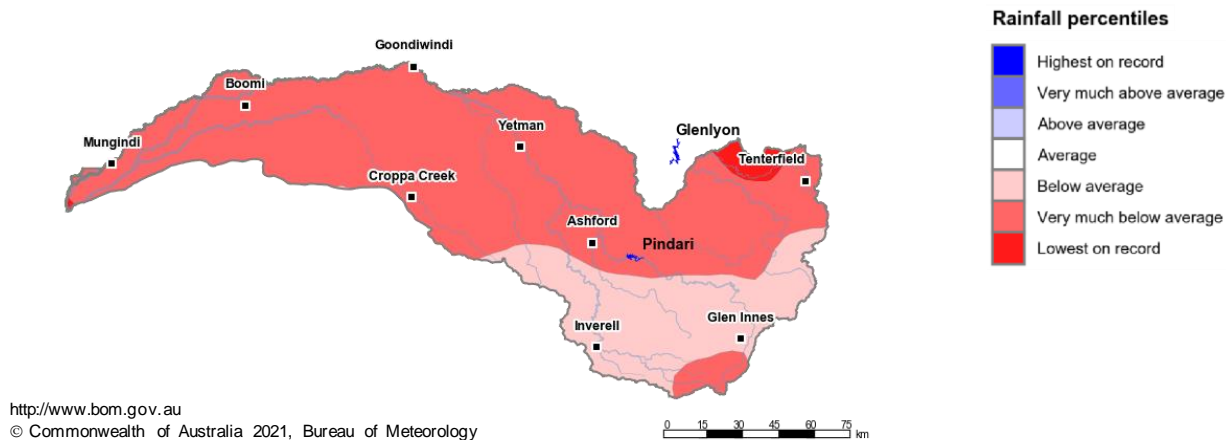 Rainfall percentiles
Highest on record
Very much above average
Above average
Average
Below average
Very much below average
Lowest on record
Goondiwindi
Boomi
Mungindi
Yetman
Glenlyon
Tenterfield
Croppa Creek
Ashford
Pindari
Inverell
Glen Innes
http://www.bom.gov.au
© Commonwealth of Australia 2021, Bureau of Meteorology
0 15 30 45 60 75
km